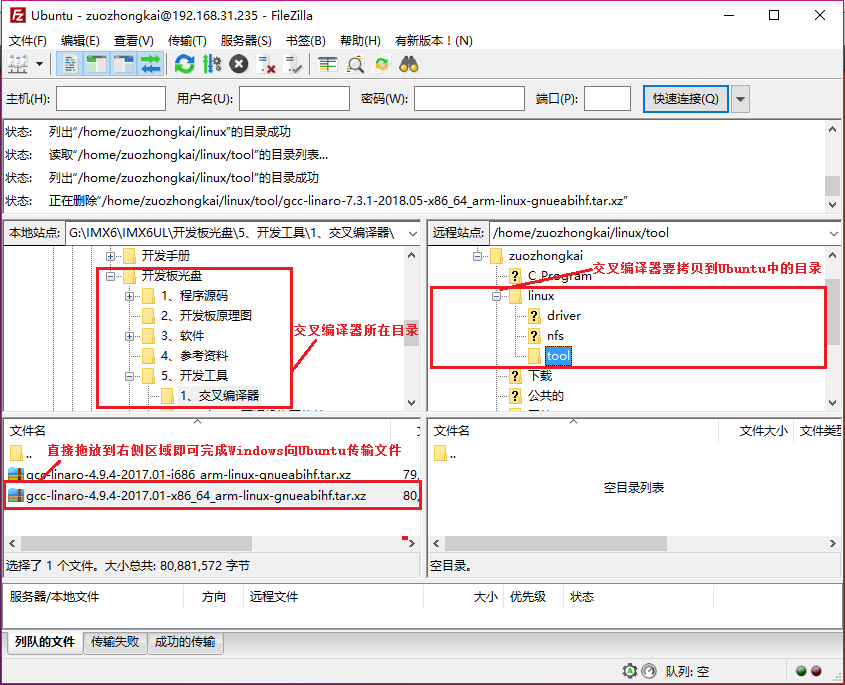 Ubuntu - zuozhongkai@192.168.31.235 - FileZilla
文件(F) 编辑(E) 查看(V) 传输(T) 服务器(S) 书签(B) 帮助(H) 有新版本！(N)
主机(H): 用户名(U): 密码(W): 端口(P): 快速连接(Q)
状态: 列出“/home/zuozhongkai/linux”的目录成功
状态: 读取“/home/zuozhongkai/linux/tool”的目录列表...
状态: 列出“/home/zuozhongkai/linux/tool”的目录成功
状态: 正在删除“/home/zuozhongkai/linux/tool/gcc-linaro-7.3.1-2018.05-x86_64_arm-linux-gnueabihf.tar.xz”
本地站点: G:\IMX6\IMX6UL\开发板光盘\5、开发工具\1、交叉编译器\
开发手册
开发板光盘
1、程序源码
2、开发板原理图
3、软件
4、参考资料
5、开发工具
1、交叉编译器
交叉编译器所在目录
远程站点: /home/zuozhongkai/linux/tool
zuozhongkai
C_Program
交叉编译器要拷贝到Ubuntu中的目录
linux
driver
nfs
tool
下载
公共的
文件名
直接拖放到右侧区域即可完成Windows向Ubuntu传输文件
..
gcc-linaro-4.9.4-2017.01-i686_arm-linux-gnueabihf.tar.xz 79,
gcc-linaro-4.9.4-2017.01-x86_64_arm-linux-gnueabihf.tar.xz 80,
选择了 1 个文件。大小总共: 80,881,572 字节
文件名 文件大小 文件类型
..
空目录列表
空目录。
服务器/本地文件 方向 远程文件 大小 优先级 状态
列队的文件 传输失败 成功的传输
队列: 空